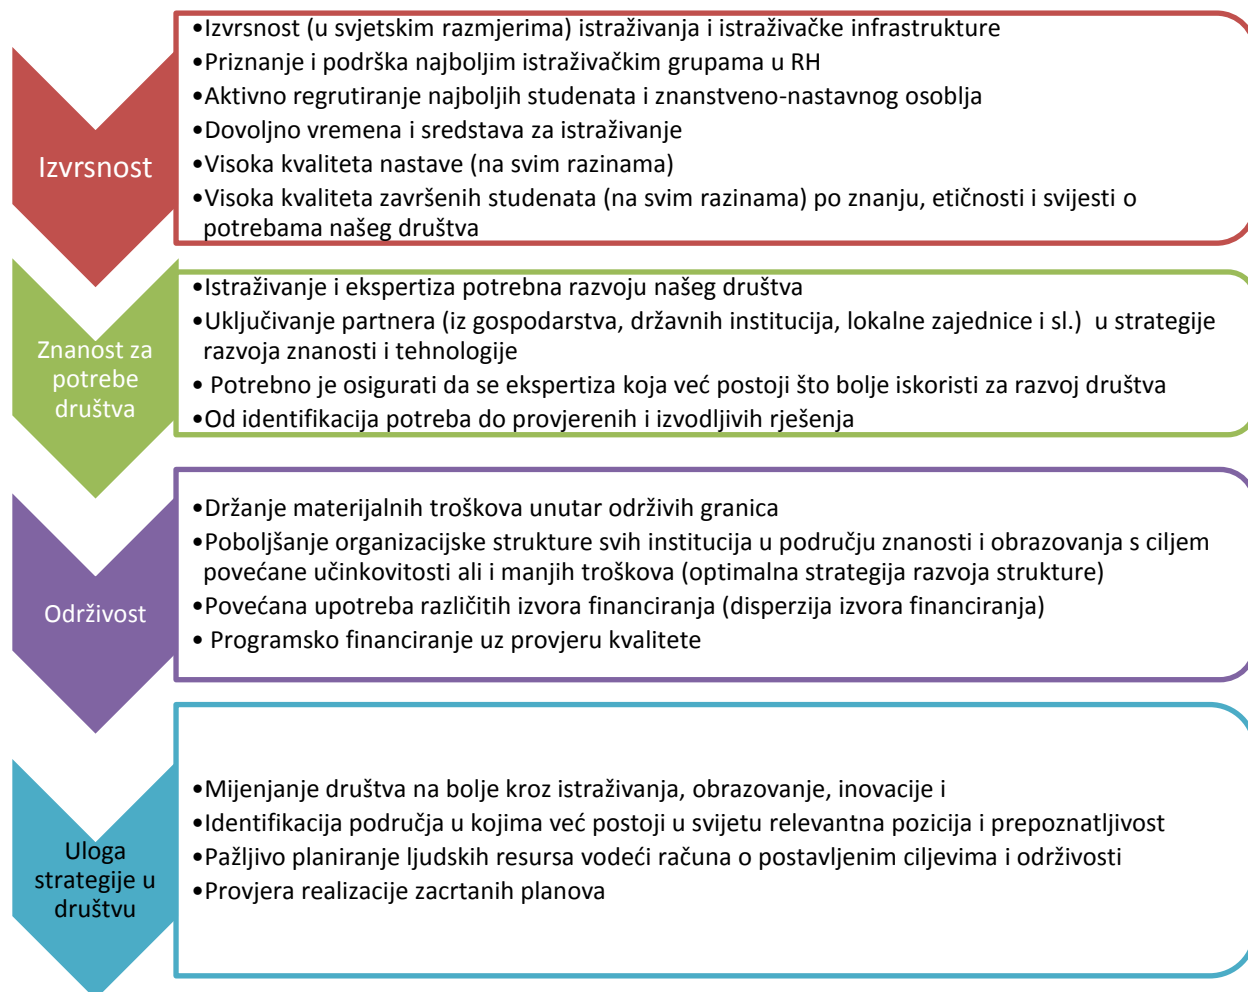 Izvrsnost
•Izvrsnost (u svjetskim razmjerima) istraživanja i istraživačke infrastrukture
•Priznanje i podrška najboljim istraživačkim grupama u RH
•Aktivno regrutiranje najboljih studenata i znanstveno-nastavnog osoblja
•Dovoljno vremena i sredstava za istraživanje
•Visoka kvaliteta nastave (na svim razinama)
•Visoka kvaliteta završenih studenata (na svim razinama) po znanju, etičnosti i svijesti o
potrebama našeg društva
Znanost za
potrebe
društva
•Istraživanje i ekspertiza potrebna razvoju našeg društva
•Uključivanje partnera (iz gospodarstva, državnih institucija, lokalne zajednice i sl.) u strategije
razvoja znanosti i tehnologije
• Potrebno je osigurati da se ekspertiza koja već postoji što bolje iskoristi za razvoj društva
•Od identifikacija potreba do provjerenih i izvodljivih rješenja
Održivost
•Držanje materijalnih troškova unutar održivih granica
•Poboljšanje organizacijske strukture svih institucija u području znanosti i obrazovanja s ciljem
povećane učinkovitosti ali i manjih troškova (optimalna strategija razvoja strukture)
•Povećana upotreba različitih izvora financiranja (disperzija izvora financiranja)
• Programsko financiranje uz provjeru kvalitete
Uloga
strategije u
društvu
•Mijenjanje društva na bolje kroz istraživanja, obrazovanje, inovacije i
•Identifikacija područja u kojima već postoji u svijetu relevantna pozicija i prepoznatljivost
•Pažljivo planiranje ljudskih resursa vodeći računa o postavljenim ciljevima i održivosti
•Provjera realizacije zacrtanih planova